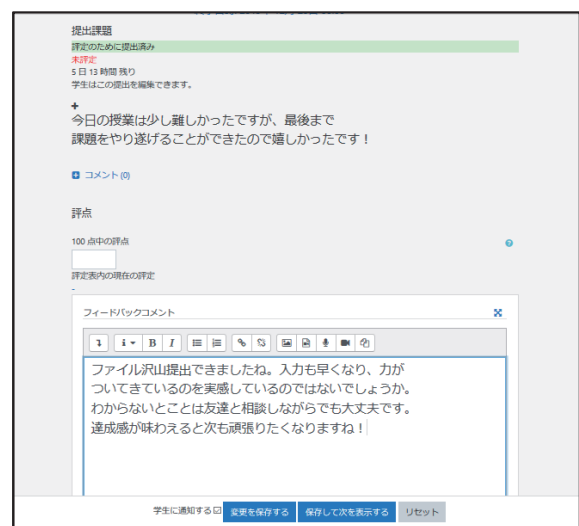 提出課題
評定のために提出済み
未評定
5 日 13 時間 残り
学生はこの提出を編集できます。
+
今日の授業は少し難しかったですが、最後まで
課題をやり遂げることができたので嬉しかったです！
コメント (0)
評点
100 点中の評点
?
評定表内の現在の評定
-
フィードバックコメント
i B I
ファイル沢山提出できましたね。入力も早くなり、力が
ついてきているのを実感しているのではないでしょうか。
わからないとことは友達と相談しながらでも大丈夫です。
達成感が味わえると次も頑張りたくなりますね！
学生に通知する 変更を保存する 保存して次を表示する リセット